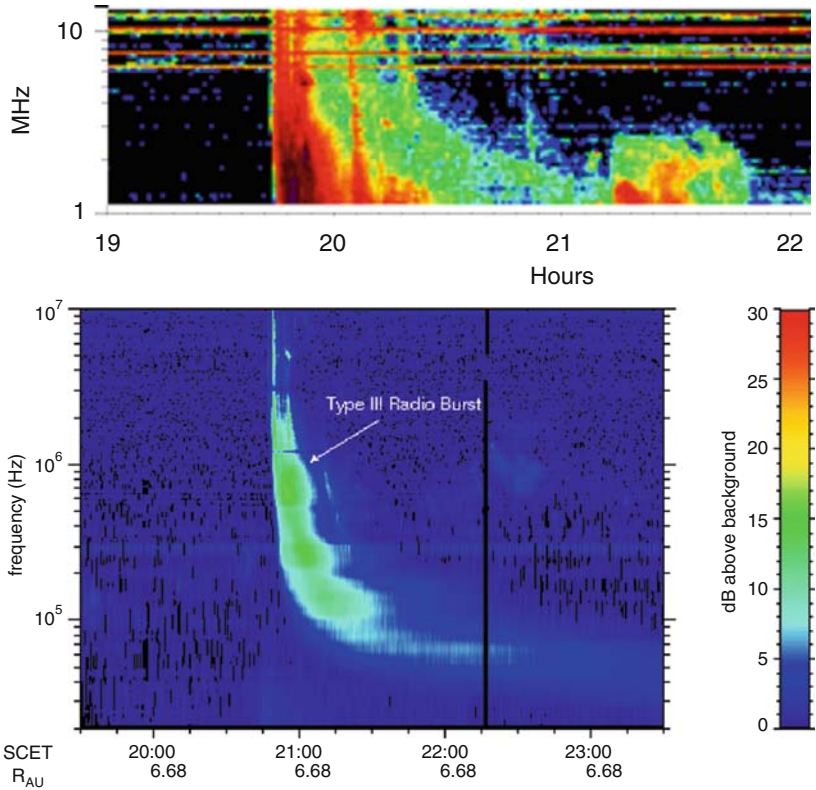 10
MHz
1
19 20 21 22
Hours
10⁷
10⁶
10⁵
frequency (Hz)
Type III Radio Burst
30
25
20
15
10
5
0
dB above background
SCET 20:00 21:00 22:00 23:00
R_AU 6.68 6.68 6.68 6.68